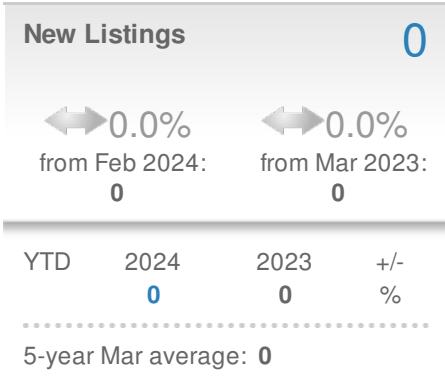 New Listings 0
0.0% 0.0%
from Feb 2024: from Mar 2023:
0 0
YTD 2024 2023 +/-
0 0 %
5-year Mar average: 0